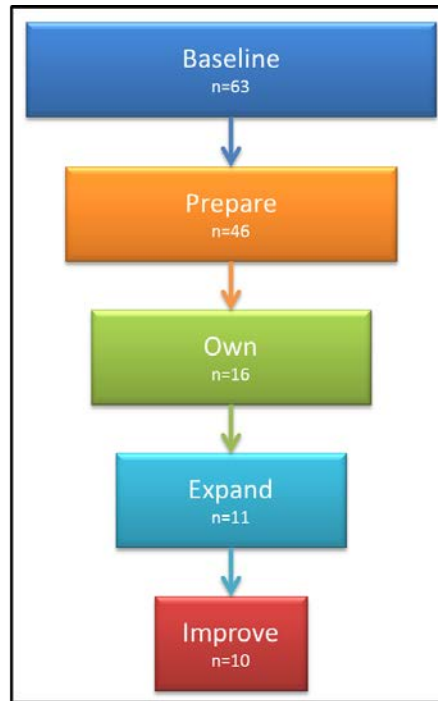 Baseline
n=63
Prepare
n=46
Own
n=16
Expand
n=11
Improve
n=10